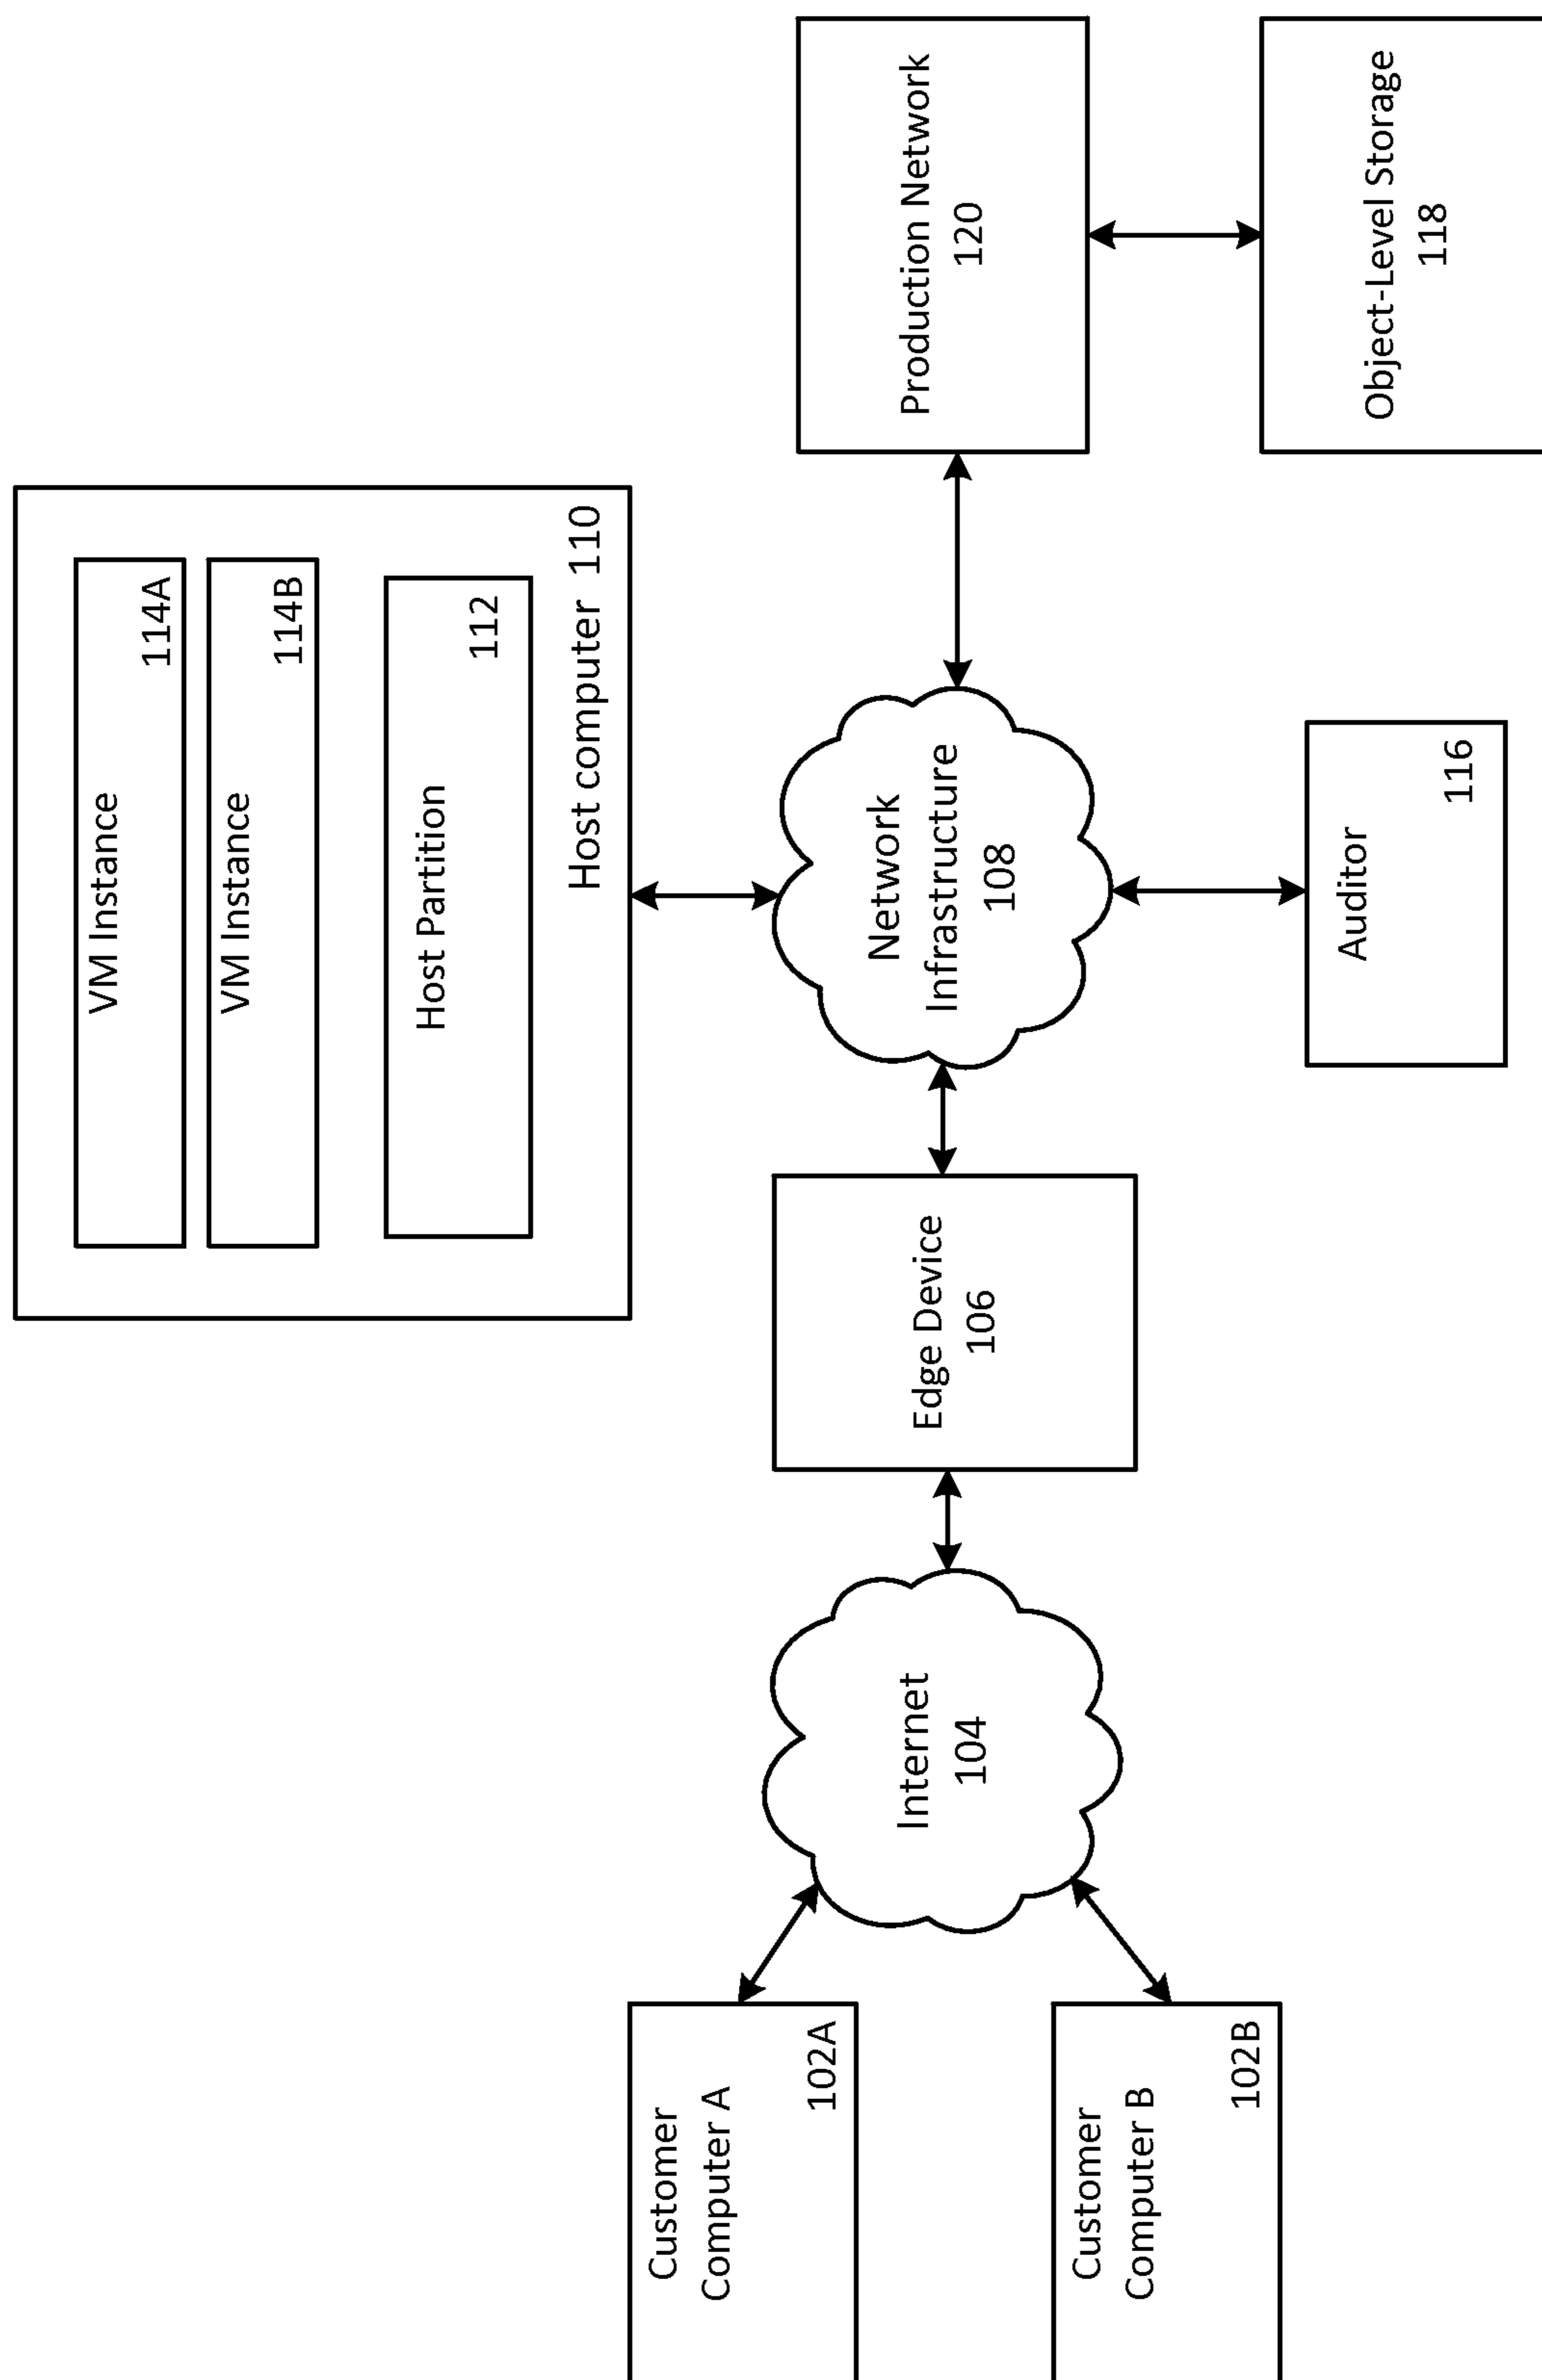 VM Instance
114A
VM Instance
114B
Host Partition
112
Host computer 110
Customer
Computer A
102A
Customer
Computer B
102B
Internet
104
Edge Device
106
Network
Infrastructure
108
Production Network
120
Auditor
116
Object-Level Storage
118